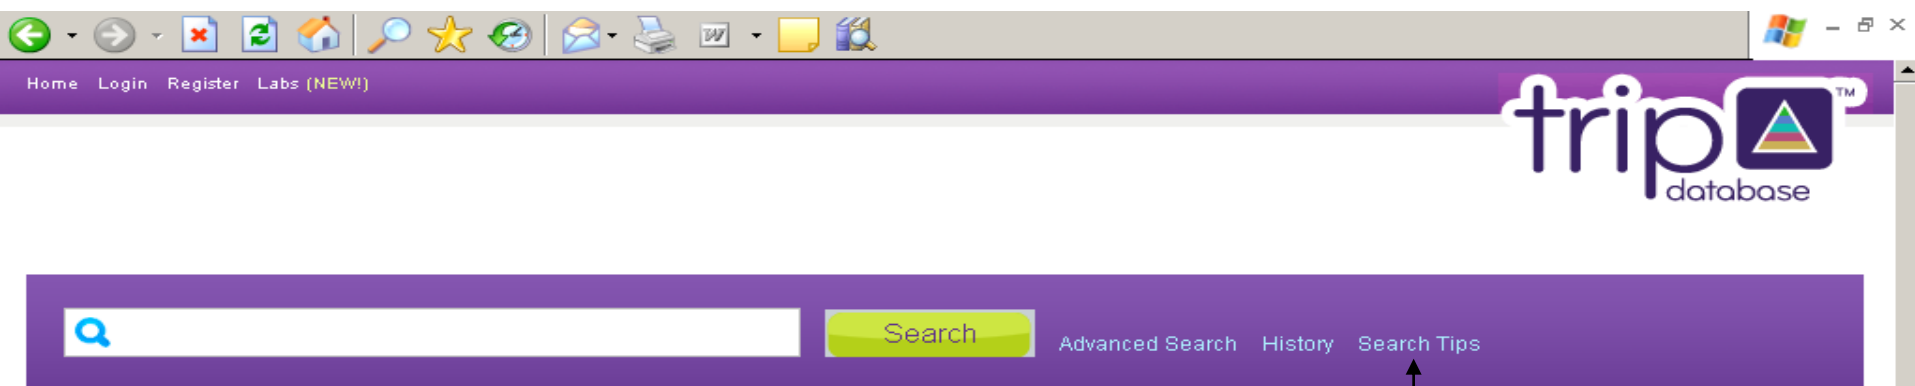 W
Home Login Register Labs (NEW!)
trip TM
database
Search Advanced Search History Search Tips